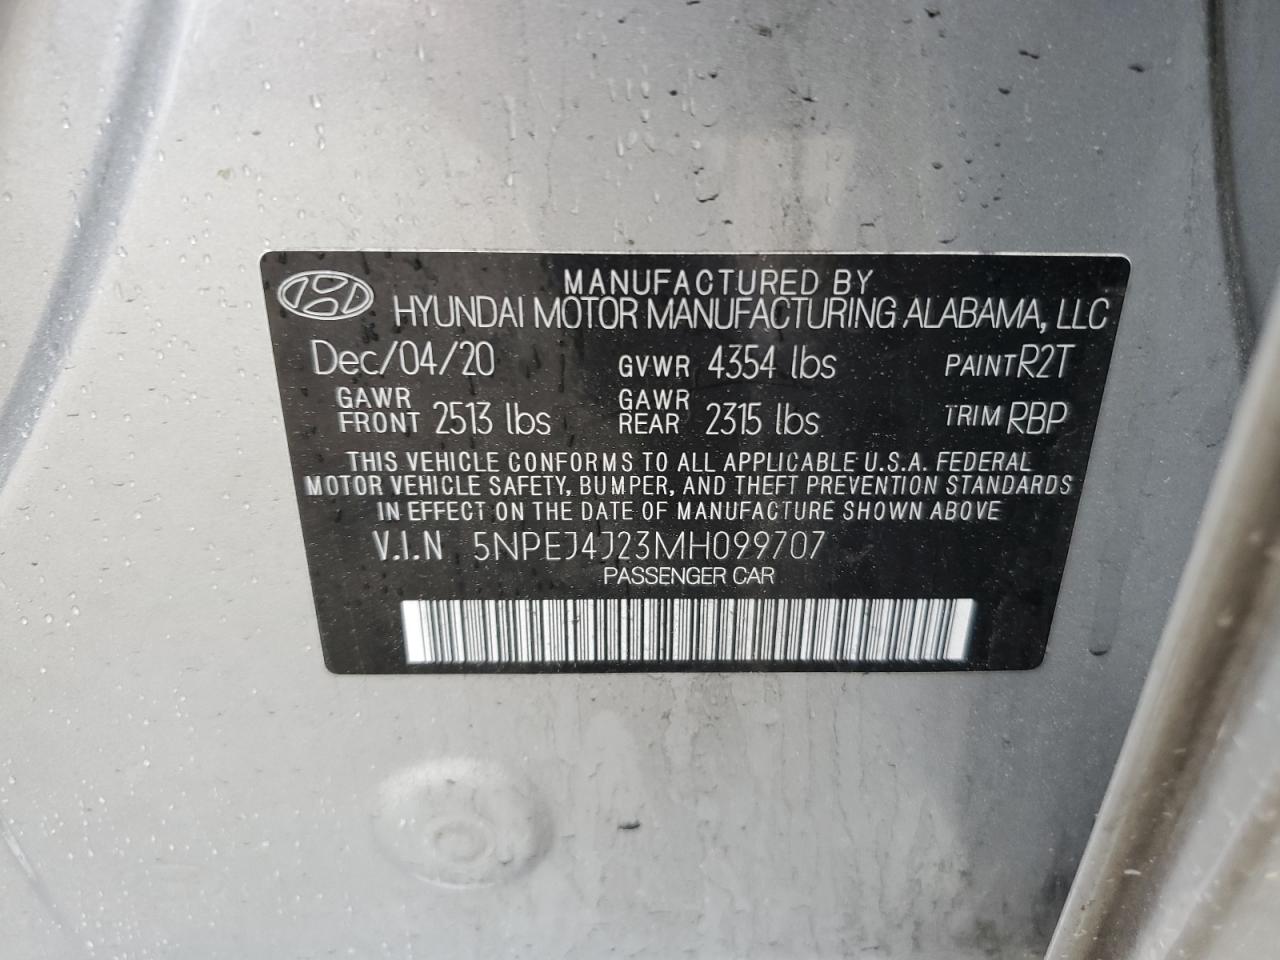 MANUFACTURED BY
HYUNDAI MOTOR MANUFACTURING ALABAMA, LLC
Dec/04/20 GVWR 4354 lbs PAINT R2T
GAWR FRONT 2513 lbs GAWR REAR 2315 lbs TRIM RBP
THIS VEHICLE CONFORMS TO ALL APPLICABLE U.S.A. FEDERAL
MOTOR VEHICLE SAFETY, BUMPER, AND THEFT PREVENTION STANDARDS
IN EFFECT ON THE DATE OF MANUFACTURE SHOWN ABOVE
V.I.N 5NPEJ4J23MH099707
PASSENGER CAR